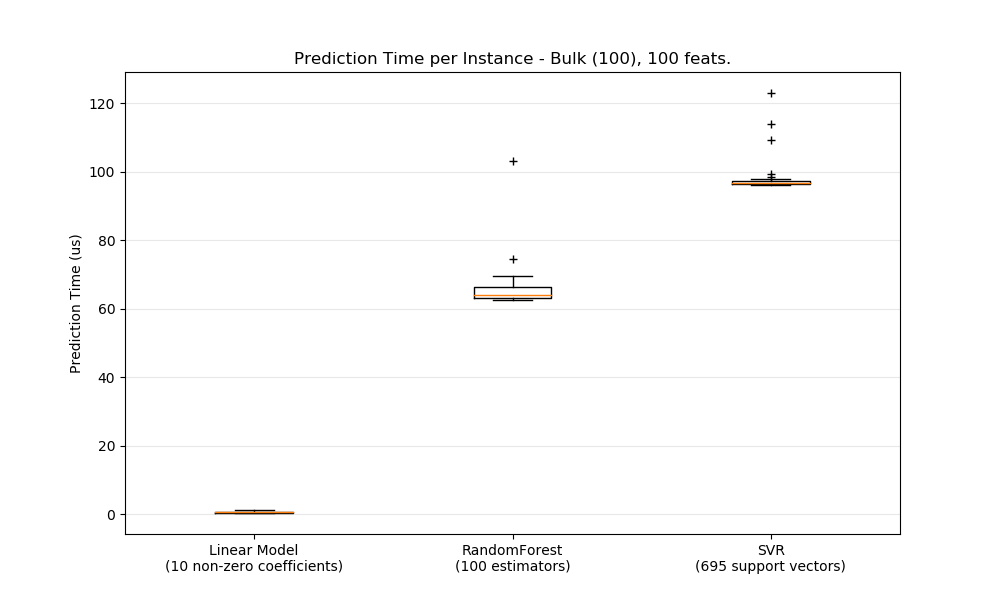 Prediction Time per Instance - Bulk (100), 100 feats.
120
100
80
60
40
20
0
Prediction Time (us)
Linear Model
(10 non-zero coefficients)
RandomForest
(100 estimators)
SVR
(695 support vectors)